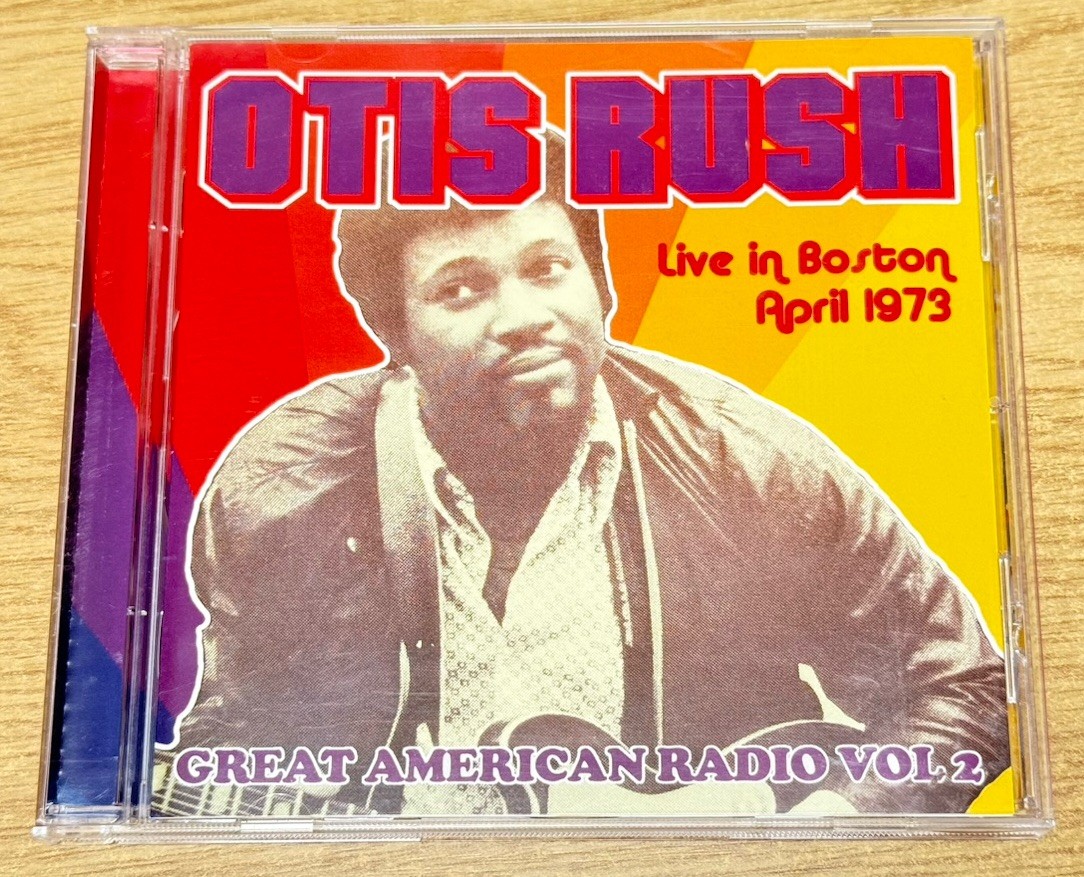 OTIS RUSH
Live in Boston
April 1973
GREAT AMERICAN RADIO VOL 2